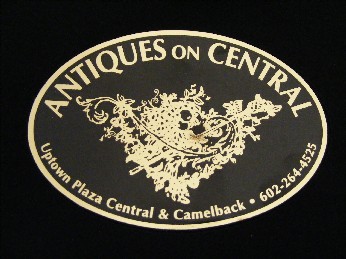 ANTIQUES ON CENTRAL
Uptown Plaza Central & Camelback • 602-264-4525